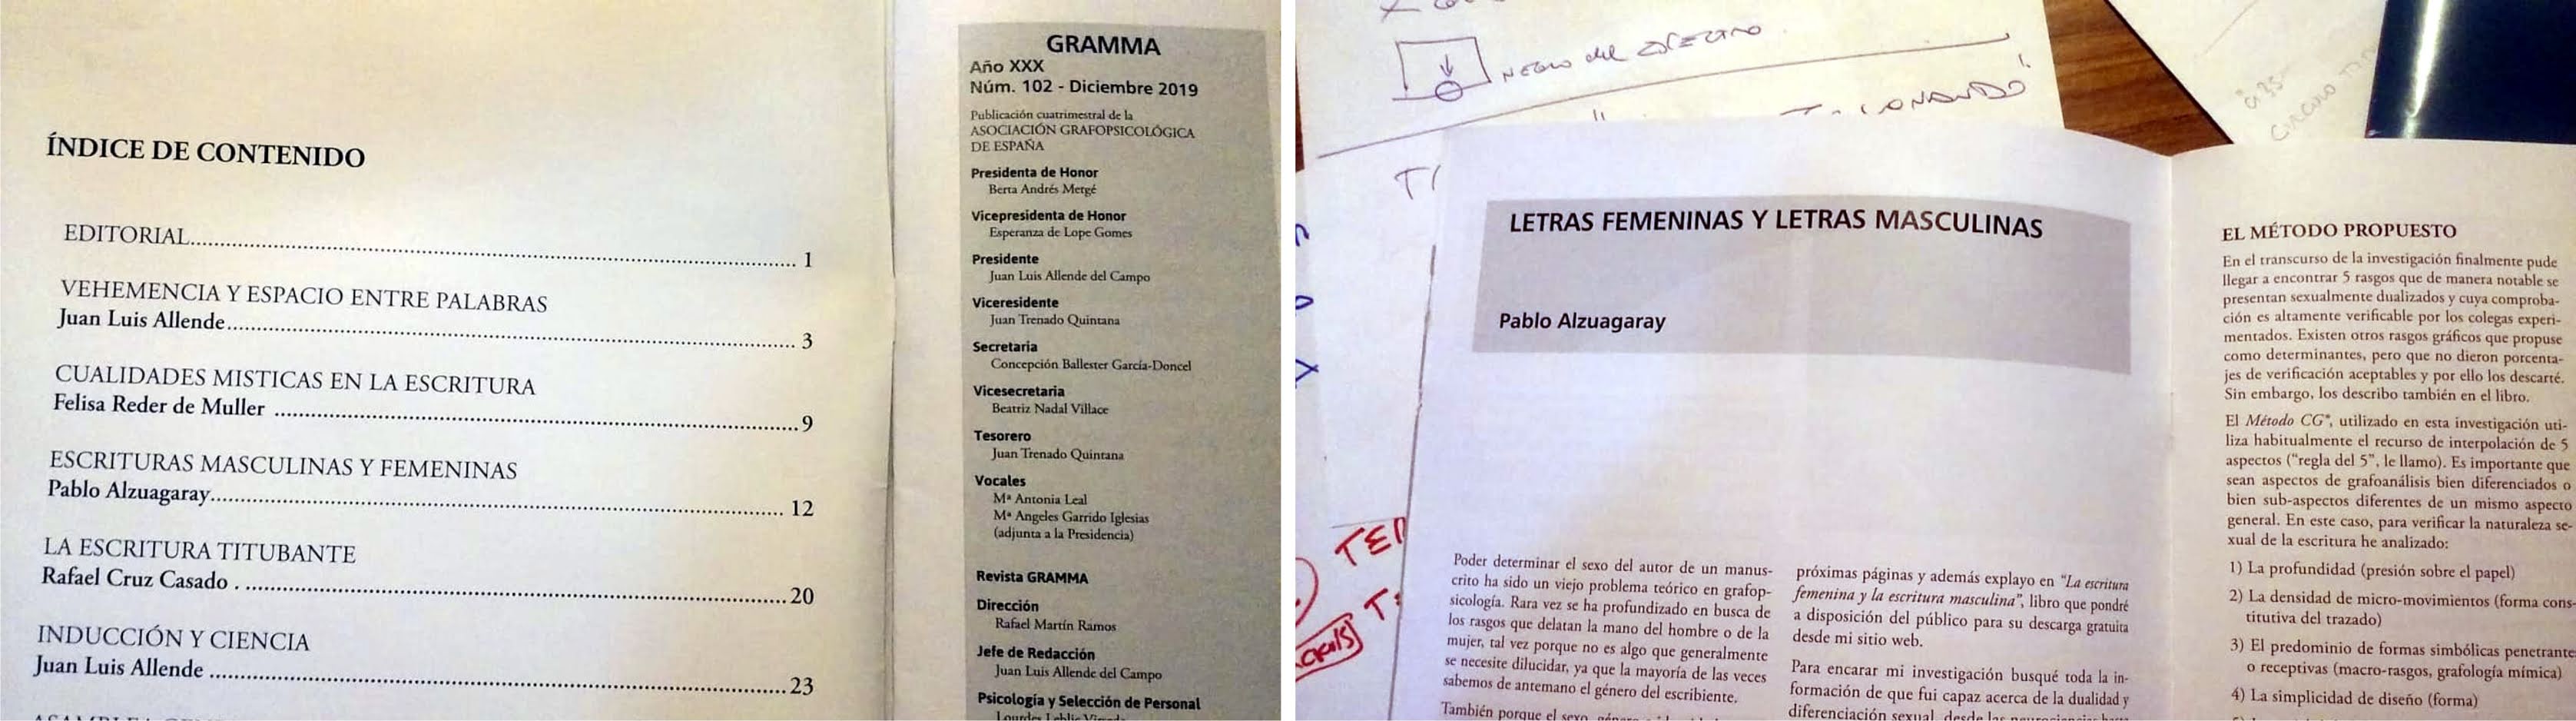 ÍNDICE DE CONTENIDO
EDITORIAL.......... 1
VEHEMENCIA Y ESPACIO ENTRE PALABRAS
Juan Luis Allende.......... 3
CUALIDADES MISTICAS EN LA ESCRITURA
Felisa Reder de Muller .......... 9
ESCRITURAS MASCULINAS Y FEMENINAS
Pablo Alzuagaray.......... 12
LA ESCRITURA TITUBANTE
Rafael Cruz Casado .......... 20
INDUCCIÓN Y CIENCIA
Juan Luis Allende .......... 23
GRAMMA
Año XXX
Núm. 102 - Diciembre 2019
Publicación cuatrimestral de la
ASOCIACIÓN GRAFOPSICOLÓGICA
DE ESPAÑA
Presidenta de Honor
Berta Andrés Metgé
Vicepresidenta de Honor
Esperanza de Lope Gomes
Presidente
Juan Luis Allende del Campo
Viceresidente
Juan Trenado Quintana
Secretaria
Concepción Ballester García-Doncel
Vicesecretaria
Beatriz Nadal Villace
Tesorero
Juan Trenado Quintana
Vocales
Mª Antonia Leal
Mª Angeles Garrido Iglesias
(adjunta a la Presidencia)
Revista GRAMMA
Dirección
Rafael Martín Ramos
Jefe de Redacción
Juan Luis Allende del Campo
Psicología y Selección de Personal
NEGRO del ESPECTRO
LETRAS FEMENINAS Y LETRAS MASCULINAS
Pablo Alzuagaray
Poder determinar el sexo del autor de un manus-
crito ha sido un viejo problema teórico en grafop-
sicología. Rara vez se ha profundizado en busca de
los rasgos que delatan la mano del hombre o de la
mujer, tal vez porque no es algo que generalmente
se necesite dilucidar, ya que la mayoría de las veces
sabemos de antemano el género del escribiente.
También porque el sexo,
próximas páginas y además explayo en "La escritura
femenina y la escritura masculina", libro que pondré
a disposición del público para su descarga gratuita
desde mi sitio web.
Para encarar mi investigación busqué toda la in-
formación de que fui capaz acerca de la dualidad y
diferenciación sexual, desde las
EL MÉTODO PROPUESTO
En el transcurso de la investigación finalmente pude
llegar a encontrar 5 rasgos que de manera notable se
presentan sexualmente dualizados y cuya comproba-
ción es altamente verificable por los colegas experi-
mentados. Existen otros rasgos gráficos que propuse
como determinantes, pero que no dieron porcenta-
jes de verificación aceptables y por ello los descarté.
Sin embargo, los describo también en el libro.
El Método CG®, utilizado en esta investigación uti-
liza habitualmente el recurso de interpolación de 5
aspectos ("regla del 5", le llamo). Es importante que
sean aspectos de grafoanálisis bien diferenciados o
bien sub-aspectos diferentes de un mismo aspecto
general. En este caso, para verificar la naturaleza se-
xual de la escritura he analizado:
1) La profundidad (presión sobre el papel)
2) La densidad de micro-movimientos (forma cons-
titutiva del trazado)
3) El predominio de formas simbólicas penetrante
o receptivas (macro-rasgos, grafología mímica)
4) La simplicidad de diseño (forma)